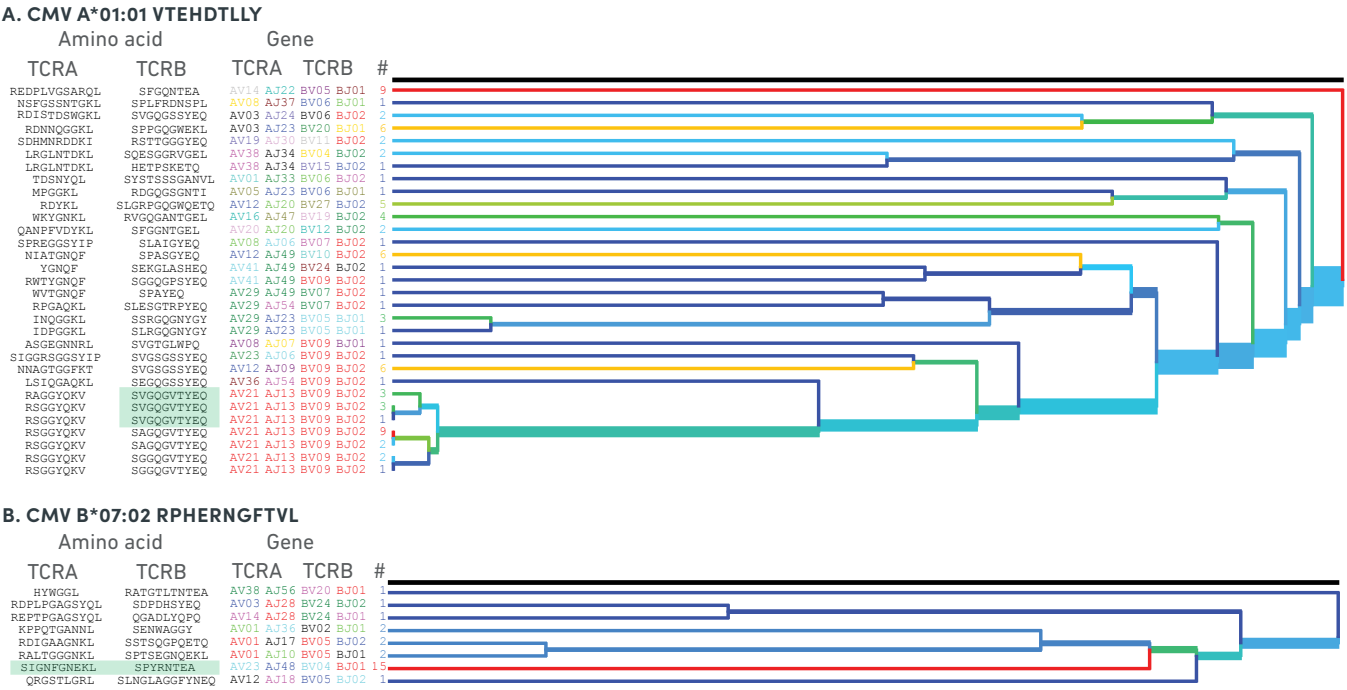 A. CMV A*01:01 VTEHDTLLY
Amino acid Gene
TCRA TCRB TCRA TCRB #
REDPLVGSARQL SFGQNTEA AV14 AJ22 BV05 BJ01 9
NSFGSSNTGKL SPLFRDNSPL AV08 AJ37 BV06 BJ01 1
RDISTDSWGKL SVGQGSSYEQ AV03 AJ24 BV06 BJ02 2
RDNNQGGKL SPPGQGWEKL AV03 AJ23 BV20 BJ01 6
SDHMNRDDKI RSTTGGGYEQ AV19 AJ30 BV11 BJ02 2
LRGLNTDKL SQESGGRVGEL AV38 AJ34 BV04 BJ02 2
LRGLNTDKL HETPSKETQ AV38 AJ34 BV15 BJ02 1
TDSNYQL SYSTSSSGANVL AV01 AJ33 BV06 BJ02 1
MPGGKL RDGQGSGNTI AV05 AJ23 BV06 BJ01 1
RDYKL SLGRPGQGWQETQ AV12 AJ20 BV27 BJ02 5
WKYGNKL RVGQGANTGEL AV16 AJ47 BV19 BJ02 4
QANPFVDYKL SFGGNTGEL AV20 AJ20 BV12 BJ02 2
SPREGGSYIP SLAIGYEQ AV08 AJ06 BV07 BJ02 1
NIATGNQF SPASGYEQ AV12 AJ49 BV10 BJ02 6
YGNQF SEKGLASHEQ AV41 AJ49 BV24 BJ02 1
RWTYGNQF SGGQGPSYEQ AV41 AJ49 BV09 BJ02 1
WVTGNQF SPAYEQ AV29 AJ49 BV07 BJ02 1
RPGAQKL SLESGTRPYEQ AV29 AJ54 BV07 BJ02 1
INQGGKL SSRGQGNYGY AV29 AJ23 BV05 BJ01 3
IDPGGKL SLRGQGNYGY AV29 AJ23 BV05 BJ01 1
ASGEGNNRL SVGTGLWPQ AV08 AJ07 BV09 BJ01 1
SIGGRSGGSYIP SVGSGSSYEQ AV23 AJ06 BV09 BJ02 1
NNAGTGGFKT SVGSGSSYEQ AV12 AJ09 BV09 BJ02 6
LSIQGAQKL SEGQGSSYEQ AV36 AJ54 BV09 BJ02 1
RAGGYQKV SVGQGVTYEQ AV21 AJ13 BV09 BJ02 3
RSGGYQKV SVGQGVTYEQ AV21 AJ13 BV09 BJ02 3
RSGGYQKV SVGQGVTYEQ AV21 AJ13 BV09 BJ02 1
RSGGYQKV SAGQGVTYEQ AV21 AJ13 BV09 BJ02 9
RSGGYQKV SAGQGVTYEQ AV21 AJ13 BV09 BJ02 2
RSGGYQKV SGGQGVTYEQ AV21 AJ13 BV09 BJ02 2
RSGGYQKV SGGQGVTYEQ AV21 AJ13 BV09 BJ02 1
B. CMV B*07:02 RPHERNGFTVL
Amino acid Gene
TCRA TCRB TCRA TCRB #
HYWGGL RATGTLTNTEA AV38 AJ56 BV20 BJ01 1
RDPLPGAGSYQL SDPDHSYEQ AV03 AJ28 BV24 BJ02 1
REPTPGAGSYQL QGADLYQPQ AV14 AJ28 BV24 BJ01 1
KPPQTGANNL SENWAGGY AV01 AJ36 BV02 BJ01 2
RDIGAAGNKL SSTSQGPQETQ AV01 AJ17 BV05 BJ02 2
RALTGGGNKL SPTSEGNQEKL AV01 AJ10 BV05 BJ01 2
SIGNFGNEKL SPYRNTEA AV23 AJ48 BV04 BJ01 15
QRGSTLGRL SLNGLAGGFYNEQ AV12 AJ18 BV05 BJ02 1